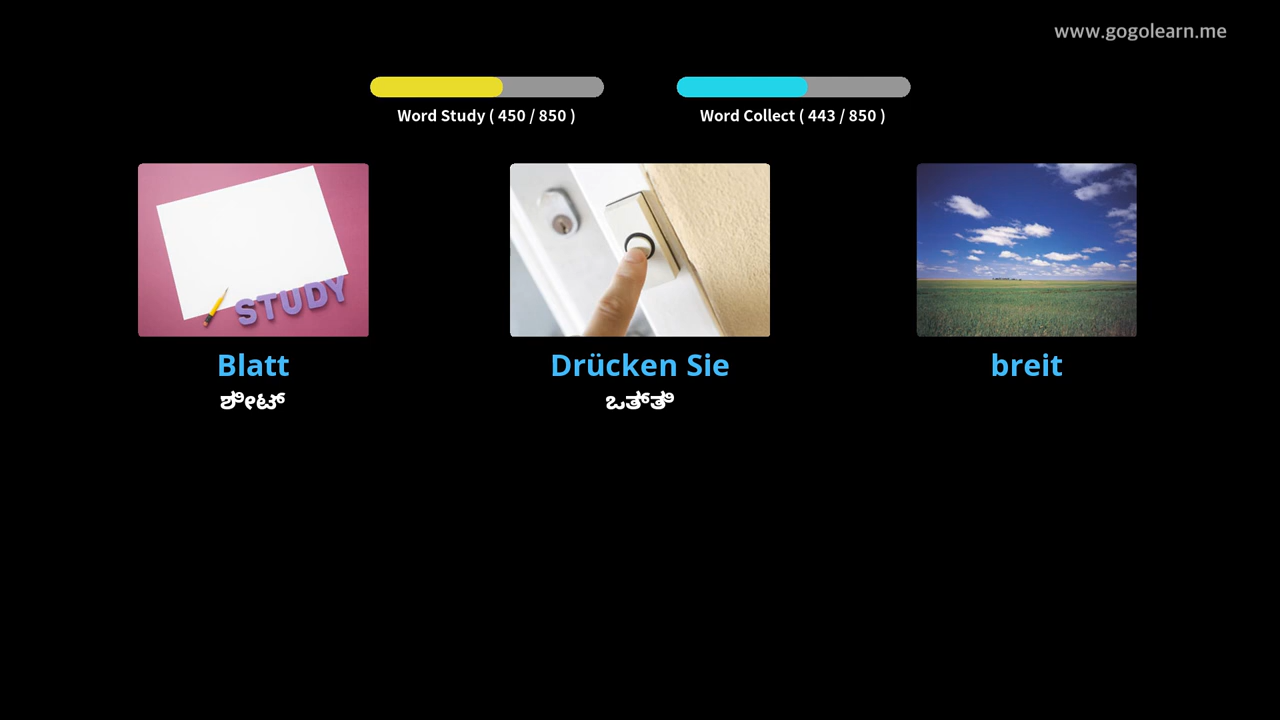 www.gogolearn.me
Word Study ( 450 / 850 )
Word Collect ( 443 / 850 )
STUDY
Blatt
Drücken Sie
breit
ಶೀಟ್
ಒತ್ತಿ